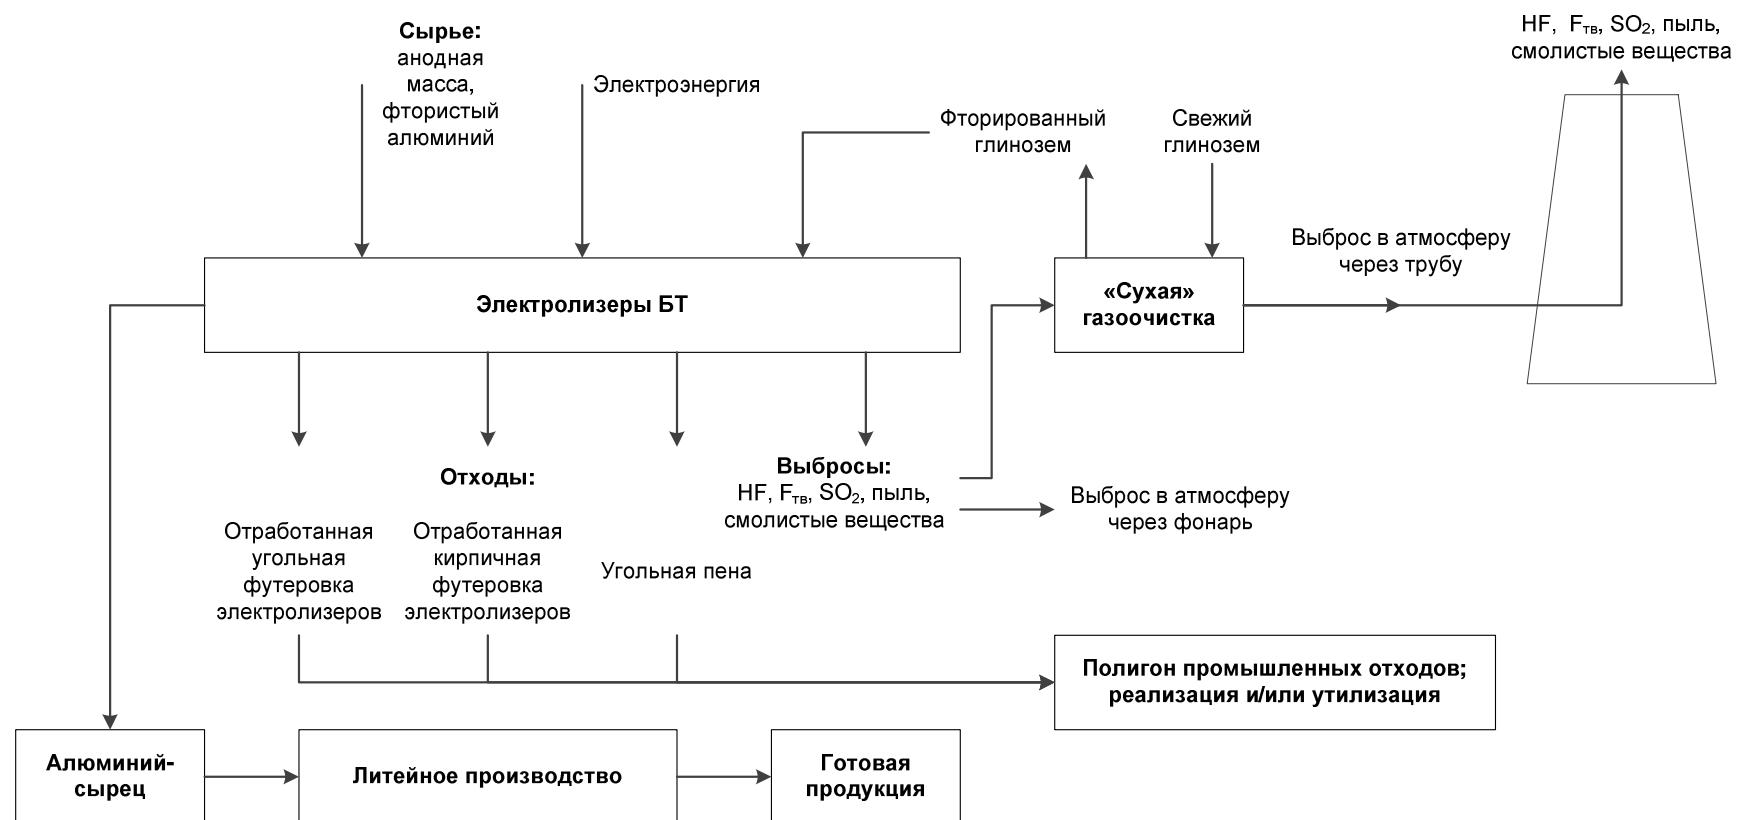 Сырье:
анодная
масса,
фтористый
алюминий
Электроэнергия
Фторированный
глинозем
Свежий
глинозем
HF, Fтв, SO2, пыль,
смолистые вещества
Выброс в атмосферу
через трубу
Электролизеры БТ
«Сухая»
газоочистка
Отходы:
Выбросы:
HF, Fтв, SO2, пыль,
смолистые вещества
Выброс в атмосферу
через фонарь
Отработанная
угольная
футеровка
электролизеров
Отработанная
кирпичная
футеровка
электролизеров
Угольная пена
Полигон промышленных отходов;
реализация и/или утилизация
Алюминий-
сырец
Литейное производство
Готовая
продукция